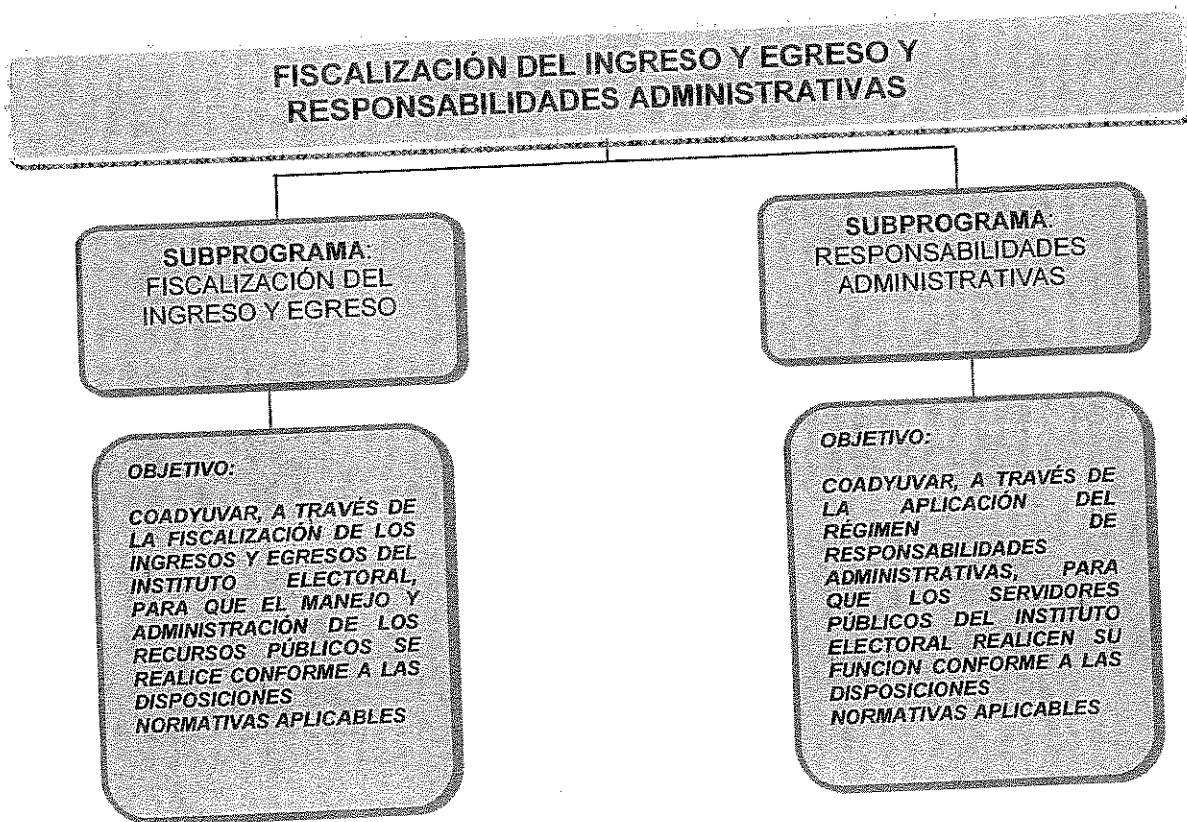 FISCALIZACIÓN DEL INGRESO Y EGRESO Y
RESPONSABILIDADES ADMINISTRATIVAS
SUBPROGRAMA:
FISCALIZACIÓN DEL
INGRESO Y EGRESO
OBJETIVO:
COADYUVAR, A TRAVÉS DE
LA FISCALIZACIÓN DE LOS
INGRESOS Y EGRESOS DEL
INSTITUTO ELECTORAL,
PARA QUE EL MANEJO Y
ADMINISTRACIÓN DE LOS
RECURSOS PÚBLICOS SE
REALICE CONFORME A LAS
DISPOSICIONES
NORMATIVAS APLICABLES
SUBPROGRAMA:
RESPONSABILIDADES
ADMINISTRATIVAS
OBJETIVO:
COADYUVAR, A TRAVÉS DE
LA APLICACIÓN DEL
RÉGIMEN DE
RESPONSABILIDADES
ADMINISTRATIVAS, PARA
QUE LOS SERVIDORES
PÚBLICOS DEL INSTITUTO
ELECTORAL REALICEN SU
FUNCION CONFORME A LAS
DISPOSICIONES
NORMATIVAS APLICABLES